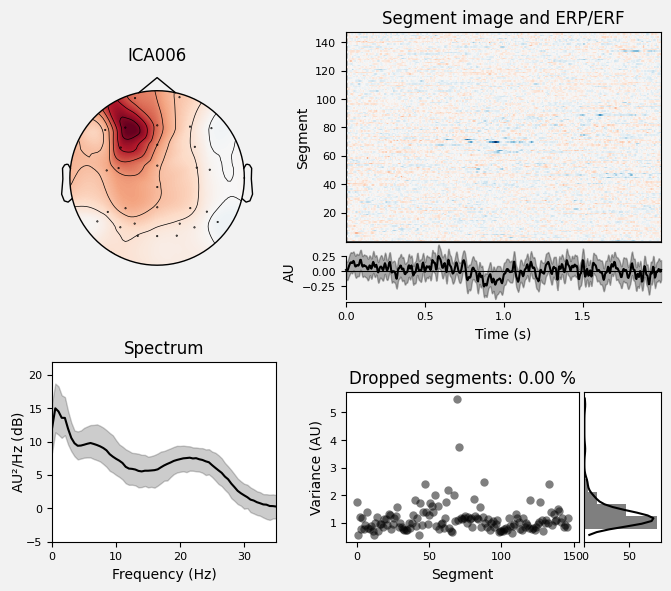 ICA006
Segment image and ERP/ERF
Segment
140
120
100
80
60
40
20
AU
0.25
0.00
−0.25
0.0 0.5 1.0 1.5
Time (s)
Spectrum
AU²/Hz (dB)
20
15
10
5
0
−5
0 10 20 30
Frequency (Hz)
Dropped segments: 0.00 %
Variance (AU)
5
4
3
2
1
0 50 100 150
Segment
0 50